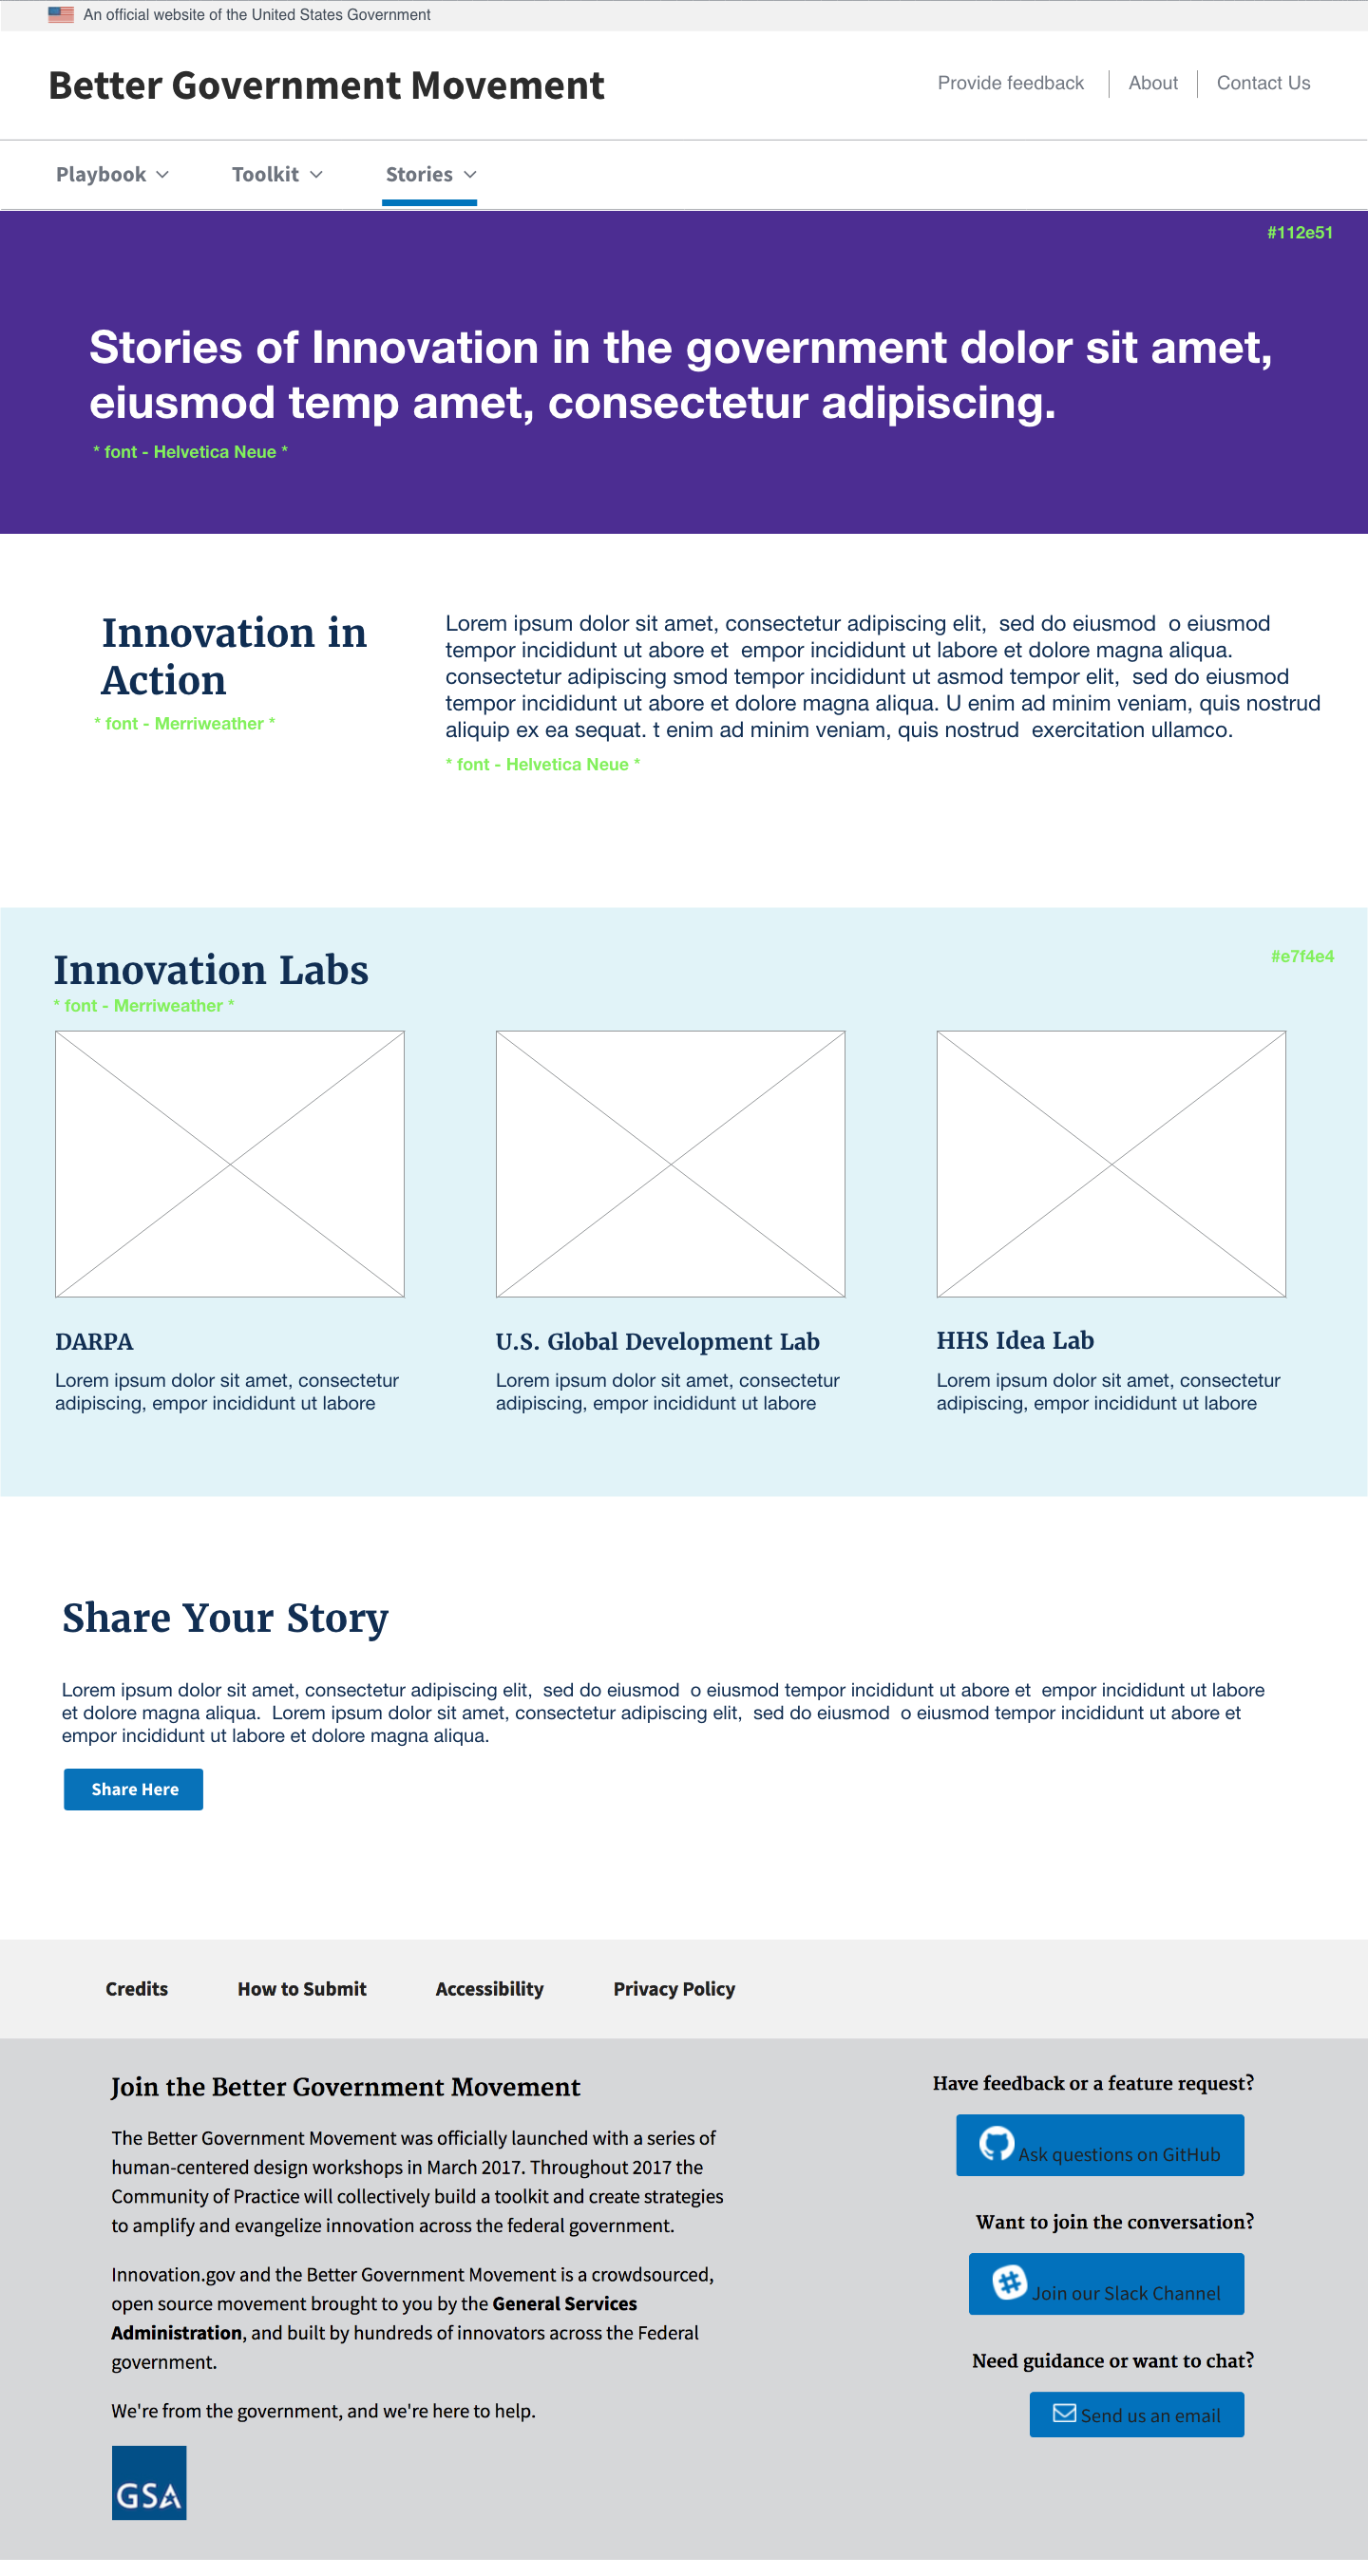 An official website of the United States Government
Better Government Movement
Provide feedback
About
Contact Us
Playbook
Toolkit
Stories
#112e51
Stories of Innovation in the government dolor sit amet,
eiusmod temp amet, consectetur adipiscing.
* font - Helvetica Neue *
Innovation in
Action
* font - Merriweather *
Lorem ipsum dolor sit amet, consectetur adipiscing elit,  sed do eiusmod  o eiusmod
tempor incididunt ut abore et  empor incididunt ut labore et dolore magna aliqua.
consectetur adipiscing smod tempor incididunt ut asmod tempor elit,  sed do eiusmod
tempor incididunt ut abore et dolore magna aliqua. U enim ad minim veniam, quis nostrud
aliquip ex ea sequat. t enim ad minim veniam, quis nostrud  exercitation ullamco.
* font - Helvetica Neue *
Innovation Labs
#e7f4e4
* font - Merriweather *
DARPA
Lorem ipsum dolor sit amet, consectetur
adipiscing, empor incididunt ut labore
U.S. Global Development Lab
Lorem ipsum dolor sit amet, consectetur
adipiscing, empor incididunt ut labore
HHS Idea Lab
Lorem ipsum dolor sit amet, consectetur
adipiscing, empor incididunt ut labore
Share Your Story
Lorem ipsum dolor sit amet, consectetur adipiscing elit,  sed do eiusmod  o eiusmod tempor incididunt ut abore et  empor incididunt ut labore
et dolore magna aliqua.  Lorem ipsum dolor sit amet, consectetur adipiscing elit,  sed do eiusmod  o eiusmod tempor incididunt ut abore et
empor incididunt ut labore et dolore magna aliqua.
Share Here
Credits
How to Submit
Accessibility
Privacy Policy
Join the Better Government Movement
The Better Government Movement was officially launched with a series of
human-centered design workshops in March 2017. Throughout 2017 the
Community of Practice will collectively build a toolkit and create strategies
to amplify and evangelize innovation across the federal government.
Innovation.gov and the Better Government Movement is a crowdsourced,
open source movement brought to you by the General Services
Administration, and built by hundreds of innovators across the Federal
government.
We're from the government, and we're here to help.
GSA
Have feedback or a feature request?
Ask questions on GitHub
Want to join the conversation?
Join our Slack Channel
Need guidance or want to chat?
Send us an email